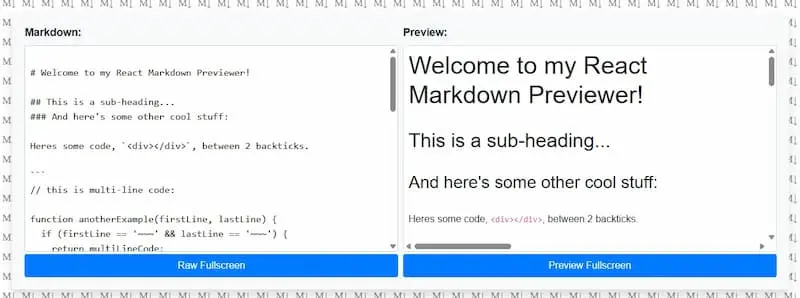 Markdown:
# Welcome to my React Markdown Previewer!
## This is a sub-heading...
### And here's some other cool stuff:
Heres some code, `<div></div>`, between 2 backticks.
```
// this is multi-line code:
function anotherExample(firstLine, lastLine) {
if (firstLine == '```' && lastLine == '```') {
return multiLineCode;
Raw Fullscreen
Preview:
Welcome to my React
Markdown Previewer!
This is a sub-heading...
And here's some other cool stuff:
Heres some code, <div></div>, between 2 backticks.
Preview Fullscreen